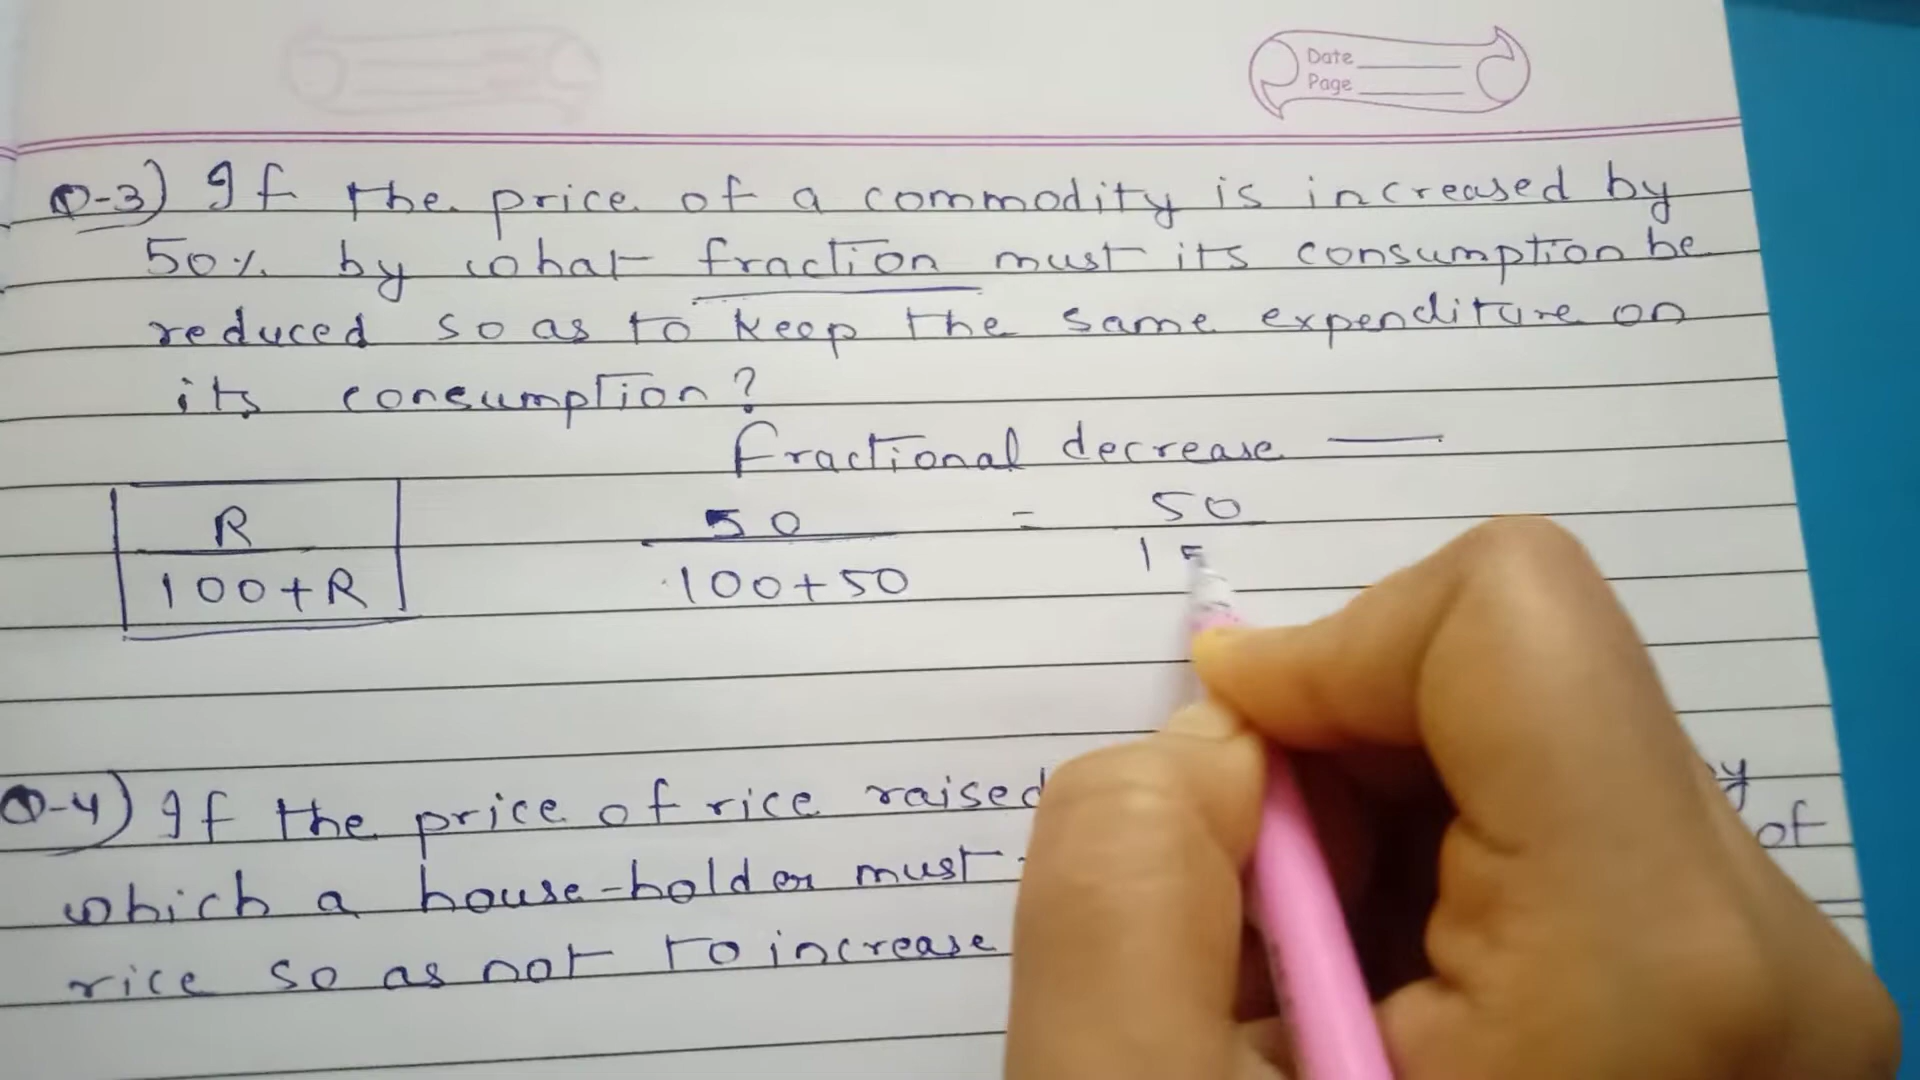 Date
Page
Q-3) If the price of a commodity is increased by
50% by what fraction must its consumption be
reduced so as to keep the same expenditure on
its consumption?
Fractional decrease —
R 50 = 50
100+R 100+50 15
Q-4) If the price of rice raised y
which a house-holder must of
rice so as not to increase